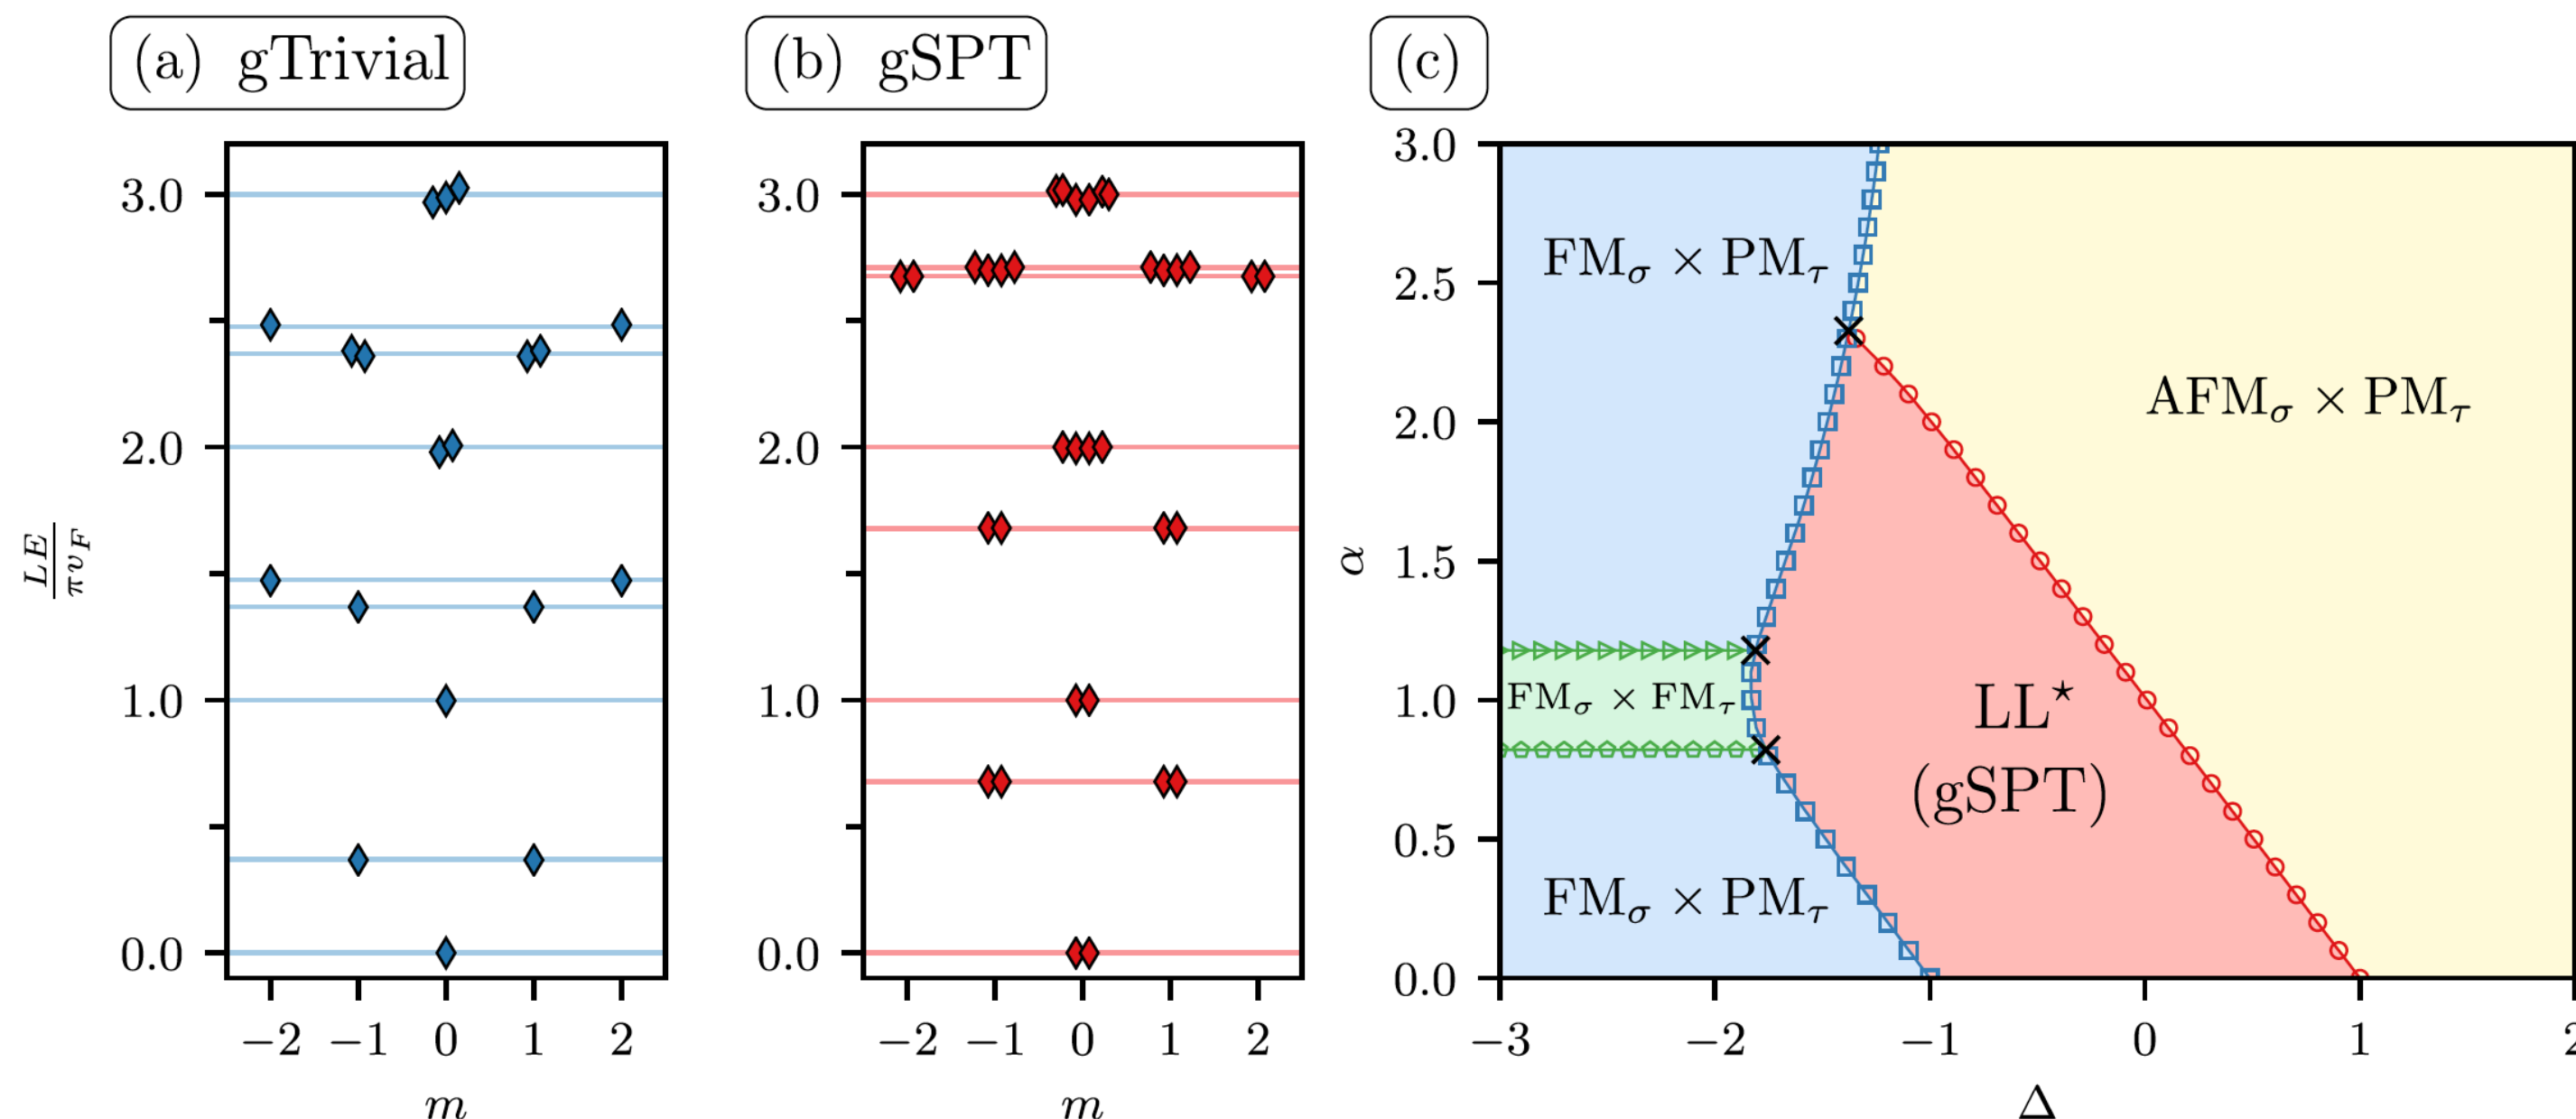 (a) gTrivial
(b) gSPT
(c)
LE
πv_F
3.0
2.0
1.0
0.0
−2 −1 0 1 2
m
3.0
2.0
1.0
0.0
−2 −1 0 1 2
m
α
3.0
2.5
2.0
1.5
1.0
0.5
0.0
FM_σ × PM_τ
AFM_σ × PM_τ
FM_σ × FM_τ
LL⋆
(gSPT)
FM_σ × PM_τ
−3 −2 −1 0 1 2
Δ